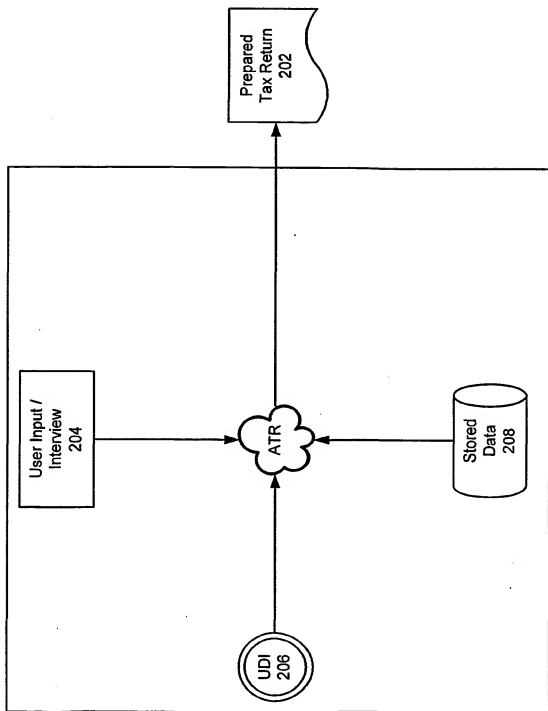 User Input /
Interview
204
UDI
206
ATR
Stored
Data
208
Prepared
Tax Return
202